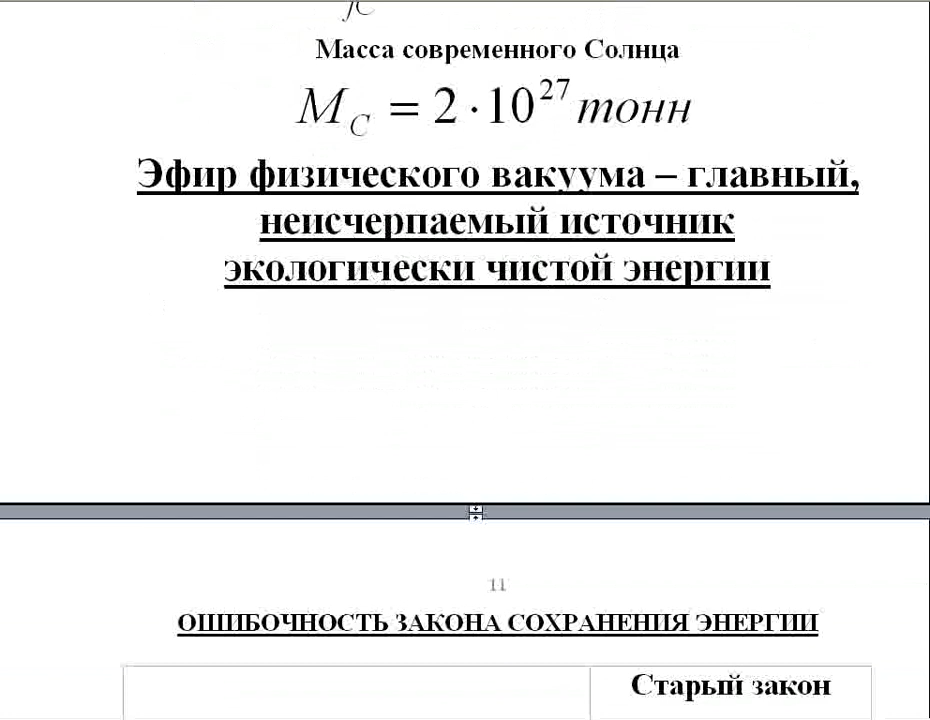 Масса современного Солнца
M_C = 2 · 10^27 тонн
Эфир физического вакуума – главный,
неисчерпаемый источник
экологически чистой энергии
11
ОШИБОЧНОСТЬ ЗАКОНА СОХРАНЕНИЯ ЭНЕРГИИ
Старый закон